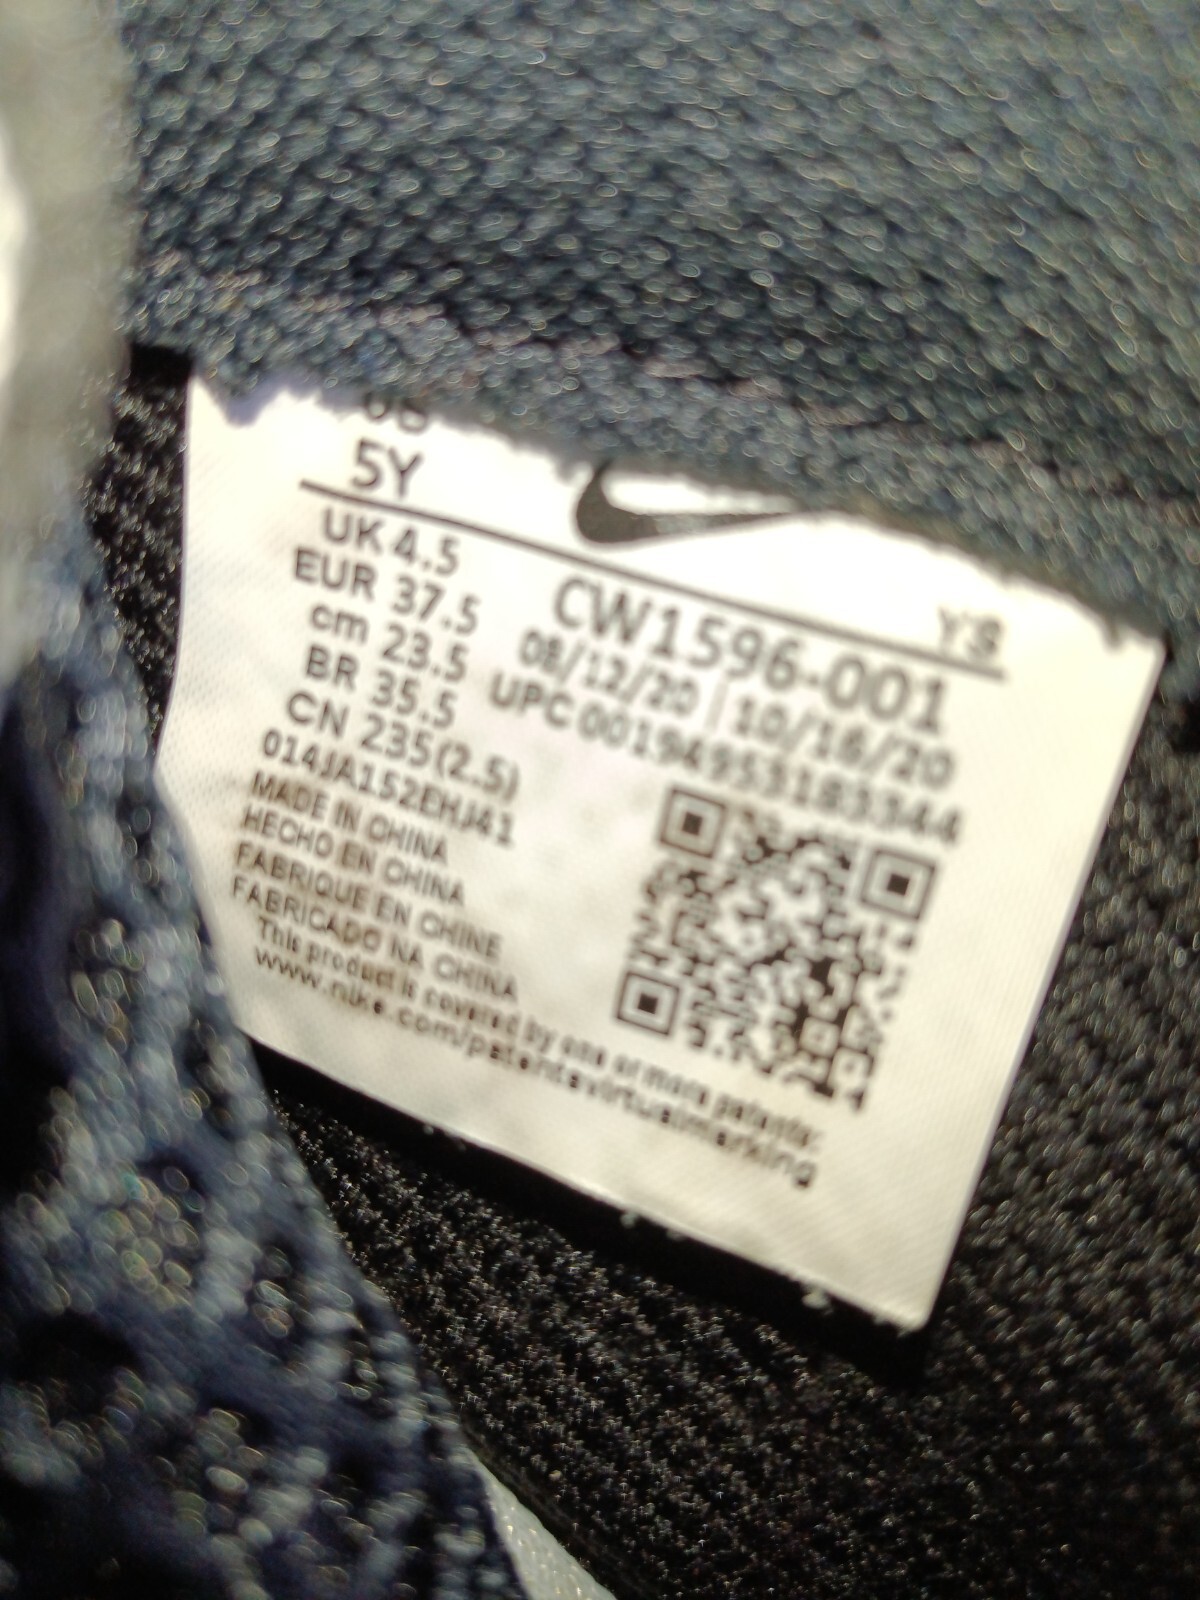 5Y
Y'S
UK 4.5
EUR 37.5
cm 23.5
BR 35.5
CN 235(2.5)
CW1596-001
08/12/20 | 10/16/20
UPC 00194953183344
014JA152EHJ41
MADE IN CHINA
HECHO EN CHINA
FABRIQUE EN CHINE
FABRICADO NA CHINA
This product is covered by one or more patents:
www.nike.com/patentsvirtualmarking